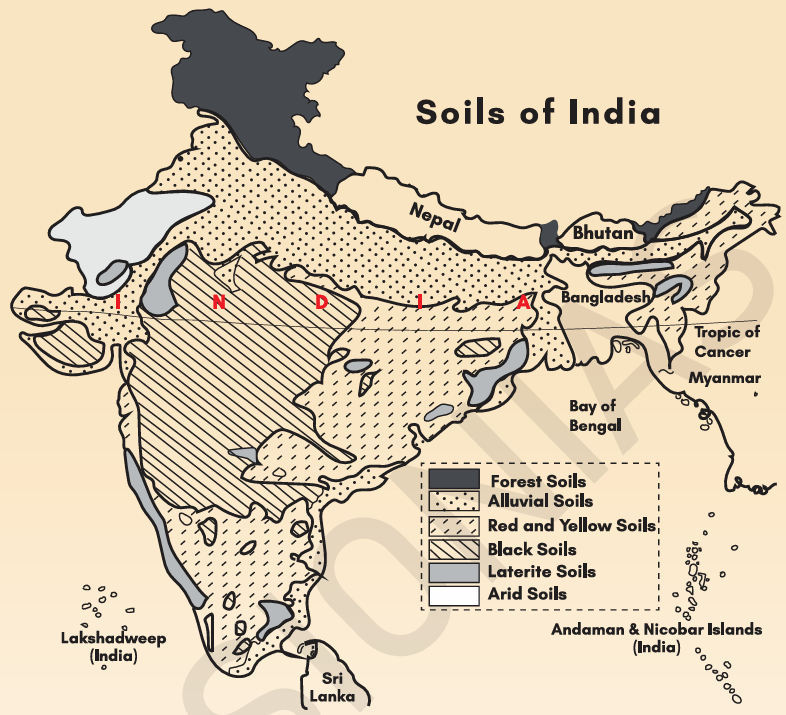 Soils of India
Nepal
Bhutan
I N D I A
Bangladesh
Tropic of
Cancer
Myanmar
Bay of
Bengal
Forest Soils
Alluvial Soils
Red and Yellow Soils
Black Soils
Laterite Soils
Arid Soils
Lakshadweep
(India)
Andaman & Nicobar Islands
(India)
Sri
Lanka